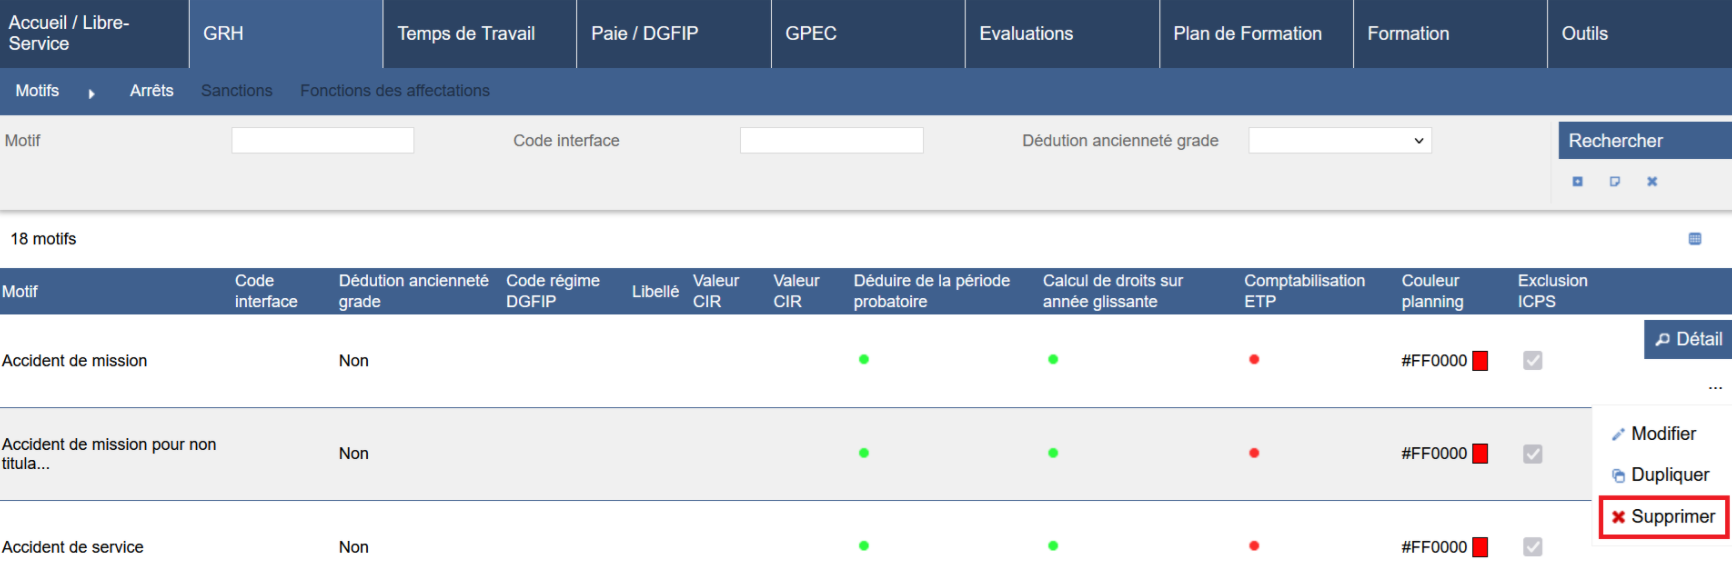 Accueil / Libre-
Service
GRH
Temps de Travail
Paie / DGFIP
GPEC
Evaluations
Plan de Formation
Formation
Outils
Motifs
Arrêts
Sanctions
Fonctions des affectations
Motif
Code interface
Dédution ancienneté grade
Rechercher
18 motifs
Motif
Code
interface
Dédution ancienneté
grade
Code régime
DGFIP
Libellé
Valeur
CIR
Valeur
CIR
Déduire de la période
probatoire
Calcul de droits sur
année glissante
Comptabilisation
ETP
Couleur
planning
Exclusion
ICPS
Accident de mission
Non
#FF0000
Détail
...
Accident de mission pour non
titula...
Non
#FF0000
Modifier
Dupliquer
Supprimer
Accident de service
Non
#FF0000